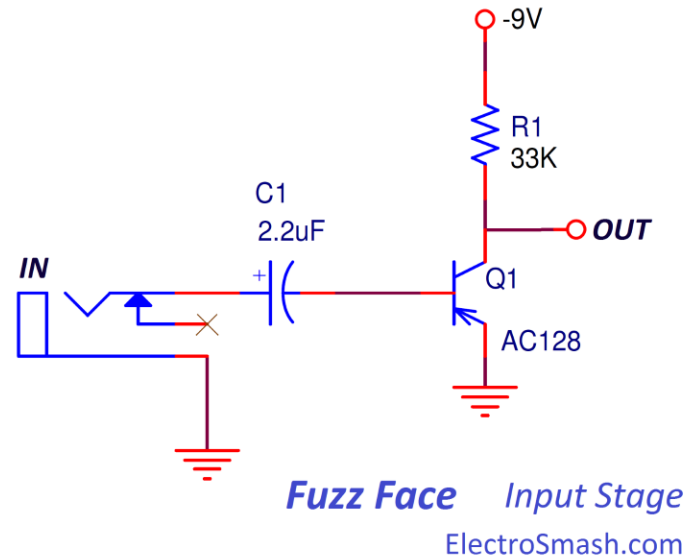 -9V
R1
33K
C1
2.2uF
OUT
IN
+
Q1
AC128
Fuzz Face Input Stage
ElectroSmash.com